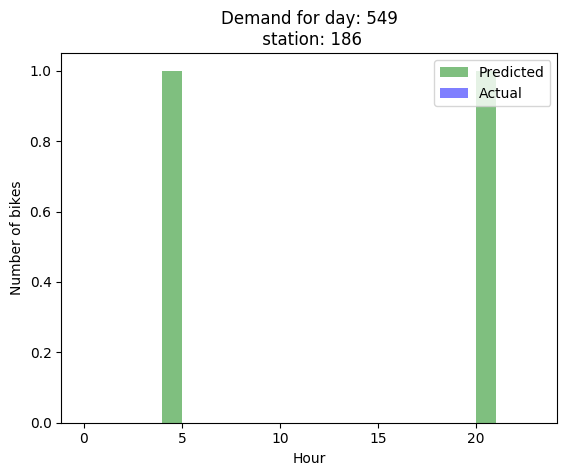 Demand for day: 549
station: 186
Predicted
Actual
Number of bikes
1.0
0.8
0.6
0.4
0.2
0.0
0
5
10
15
20
Hour